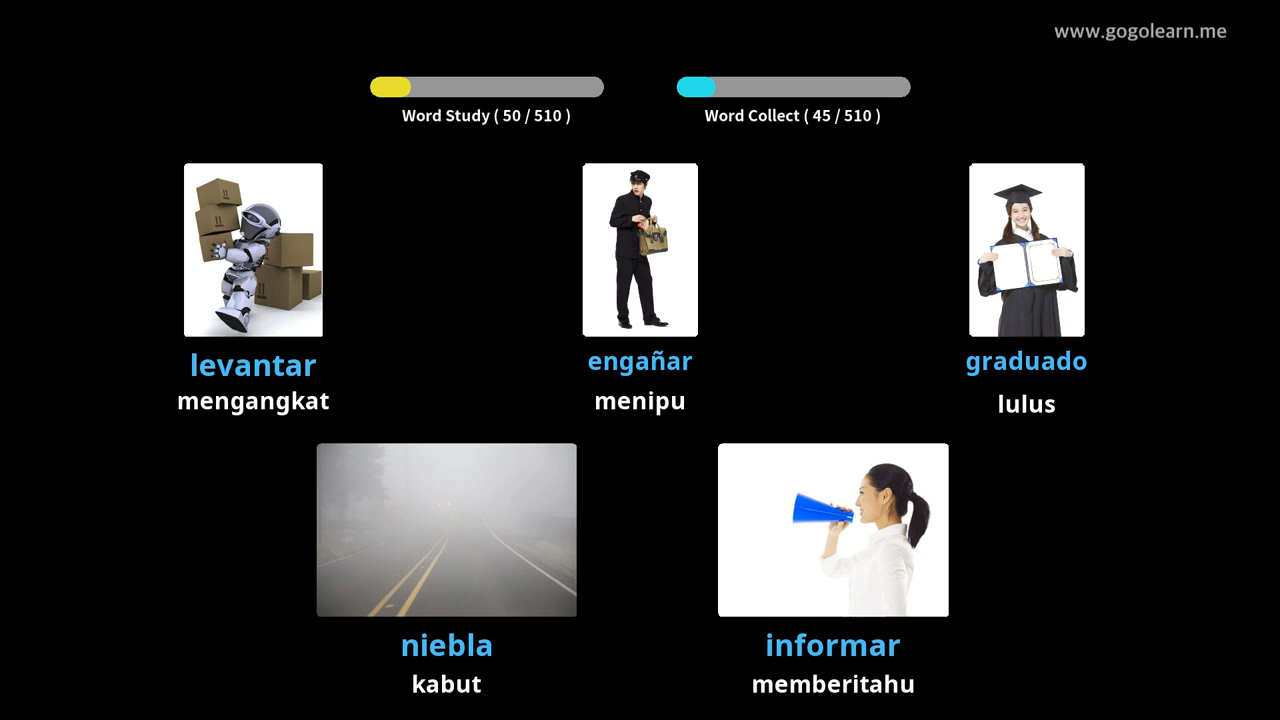 www.gogolearn.me
Word Study ( 50 / 510 )
Word Collect ( 45 / 510 )
levantar
mengangkat
engañar
menipu
graduado
lulus
niebla
kabut
informar
memberitahu